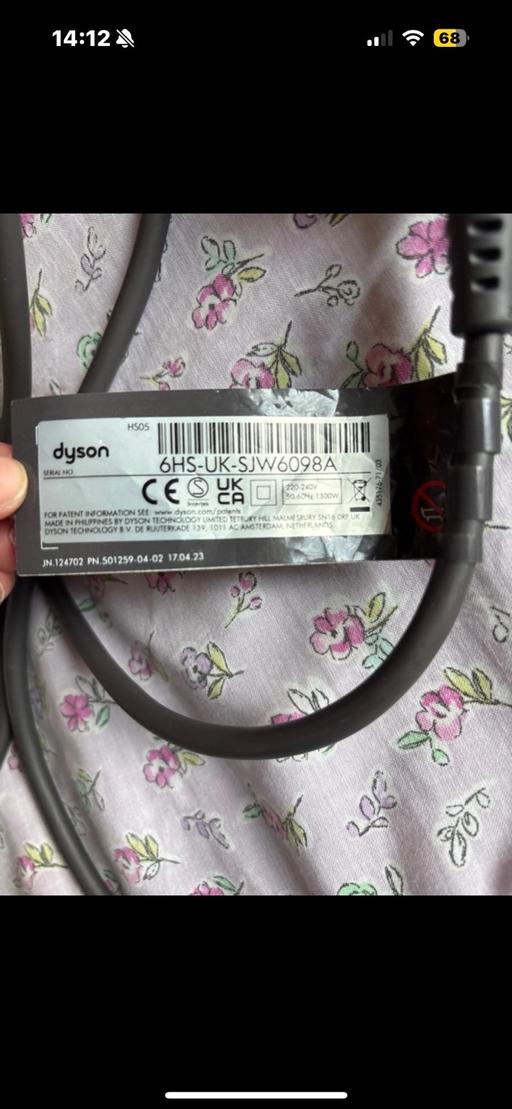 14:12
68
HS05
dyson
SERIAL NO.
6HS-UK-SJW6098A
CE
S
Intertek
UK
CA
220-240V
50-60Hz 1300W
FOR PATENT INFORMATION SEE: www.dyson.com/patents
MADE IN PHILIPPINES BY DYSON TECHNOLOGY LIMITED TETBURY HILL MALMESBURY SN16 0RP UK
DYSON TECHNOLOGY B.V. DE RUIJTERKADE 139, 1011 AC AMSTERDAM, NETHERLANDS
JN.124702 PN.501259-04-02 17.04.23